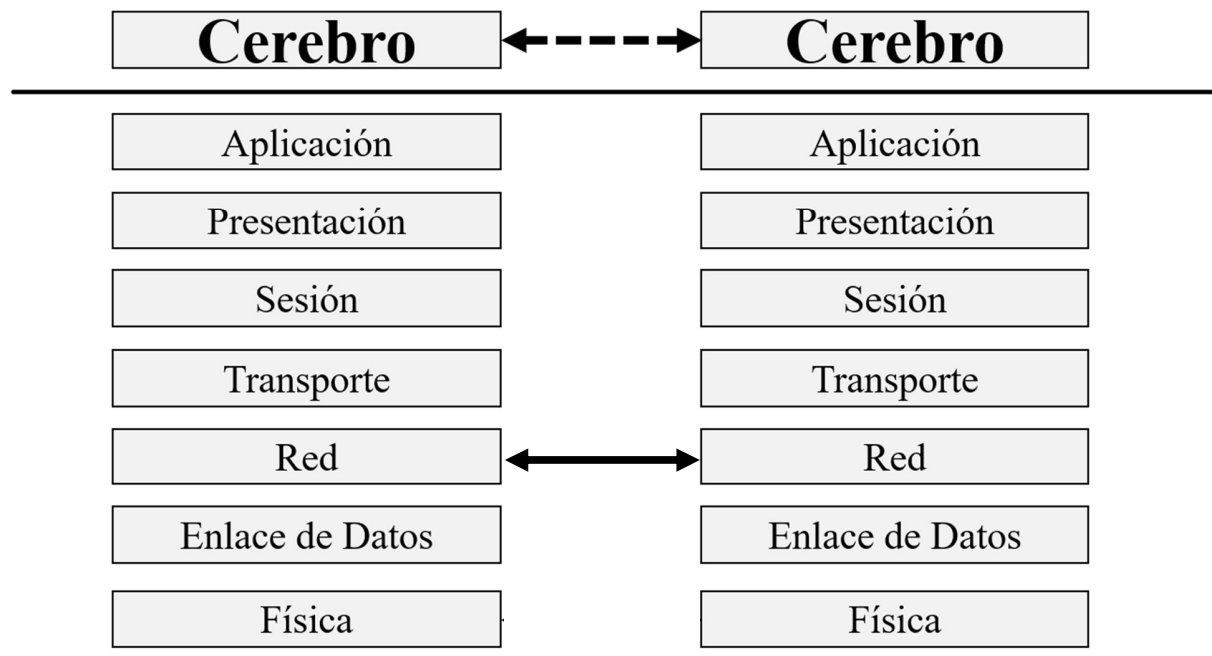 Cerebro
Cerebro
Aplicación
Aplicación
Presentación
Presentación
Sesión
Sesión
Transporte
Transporte
Red
Red
Enlace de Datos
Enlace de Datos
Física
Física